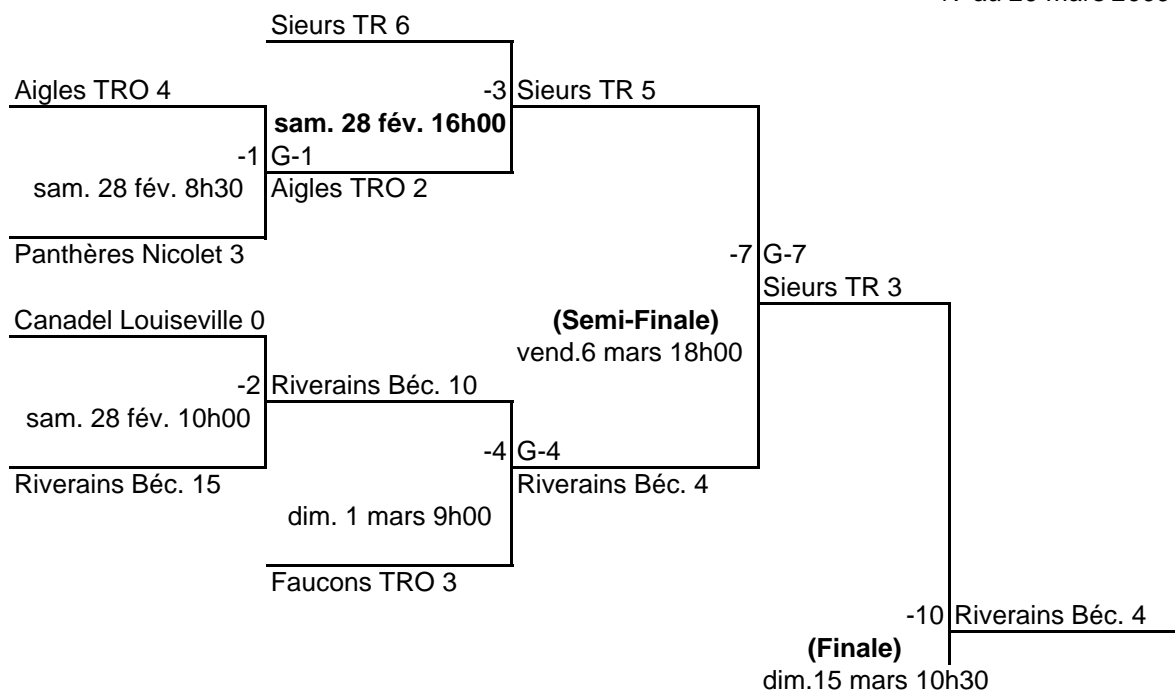 Sieurs TR 6
Aigles TRO 4
-3 Sieurs TR 5
sam. 28 fév. 16h00
-1 G-1
sam. 28 fév. 8h30
Aigles TRO 2
Panthères Nicolet 3
-7 G-7
Sieurs TR 3
Canadel Louiseville 0
(Semi-Finale)
vend.6 mars 18h00
-2 Riverains Béc. 10
sam. 28 fév. 10h00
-4 G-4
Riverains Béc. 15
Riverains Béc. 4
dim. 1 mars 9h00
Faucons TRO 3
-10 Riverains Béc. 4
(Finale)
dim.15 mars 10h30